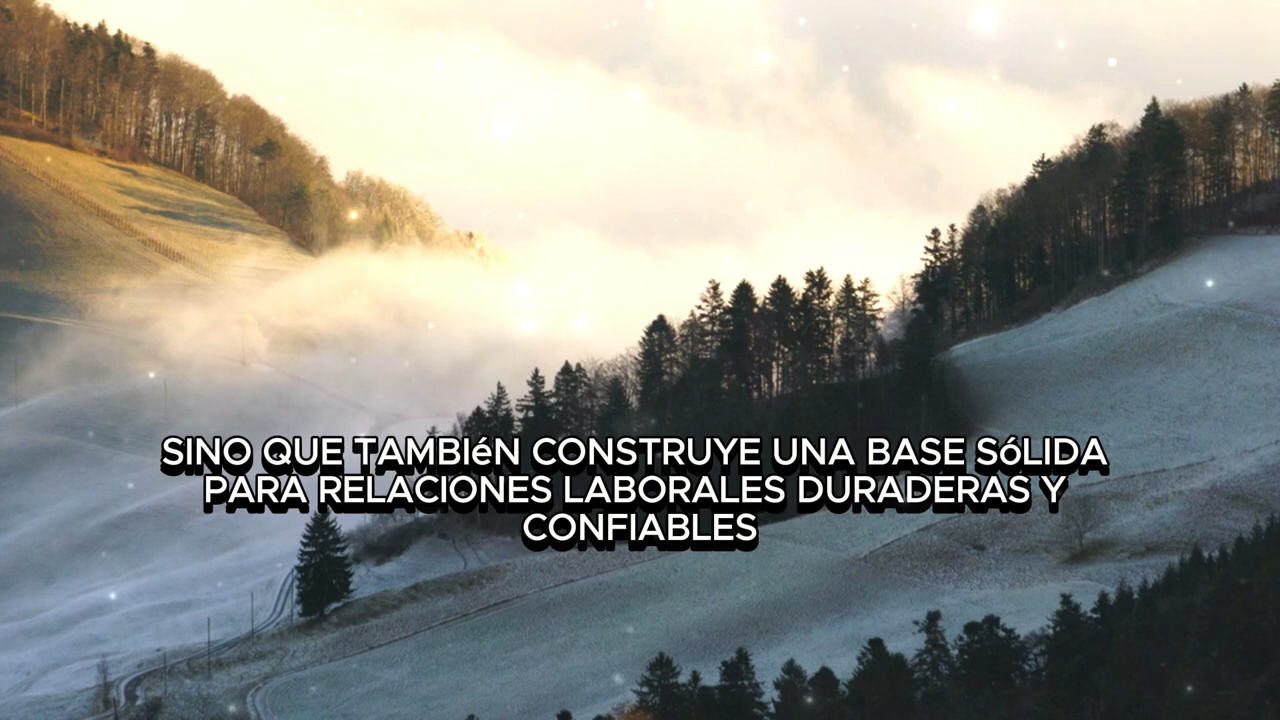 SINO QUE TAMBIéN CONSTRUYE UNA BASE SóLIDA
PARA RELACIONES LABORALES DURADERAS Y
CONFIABLES